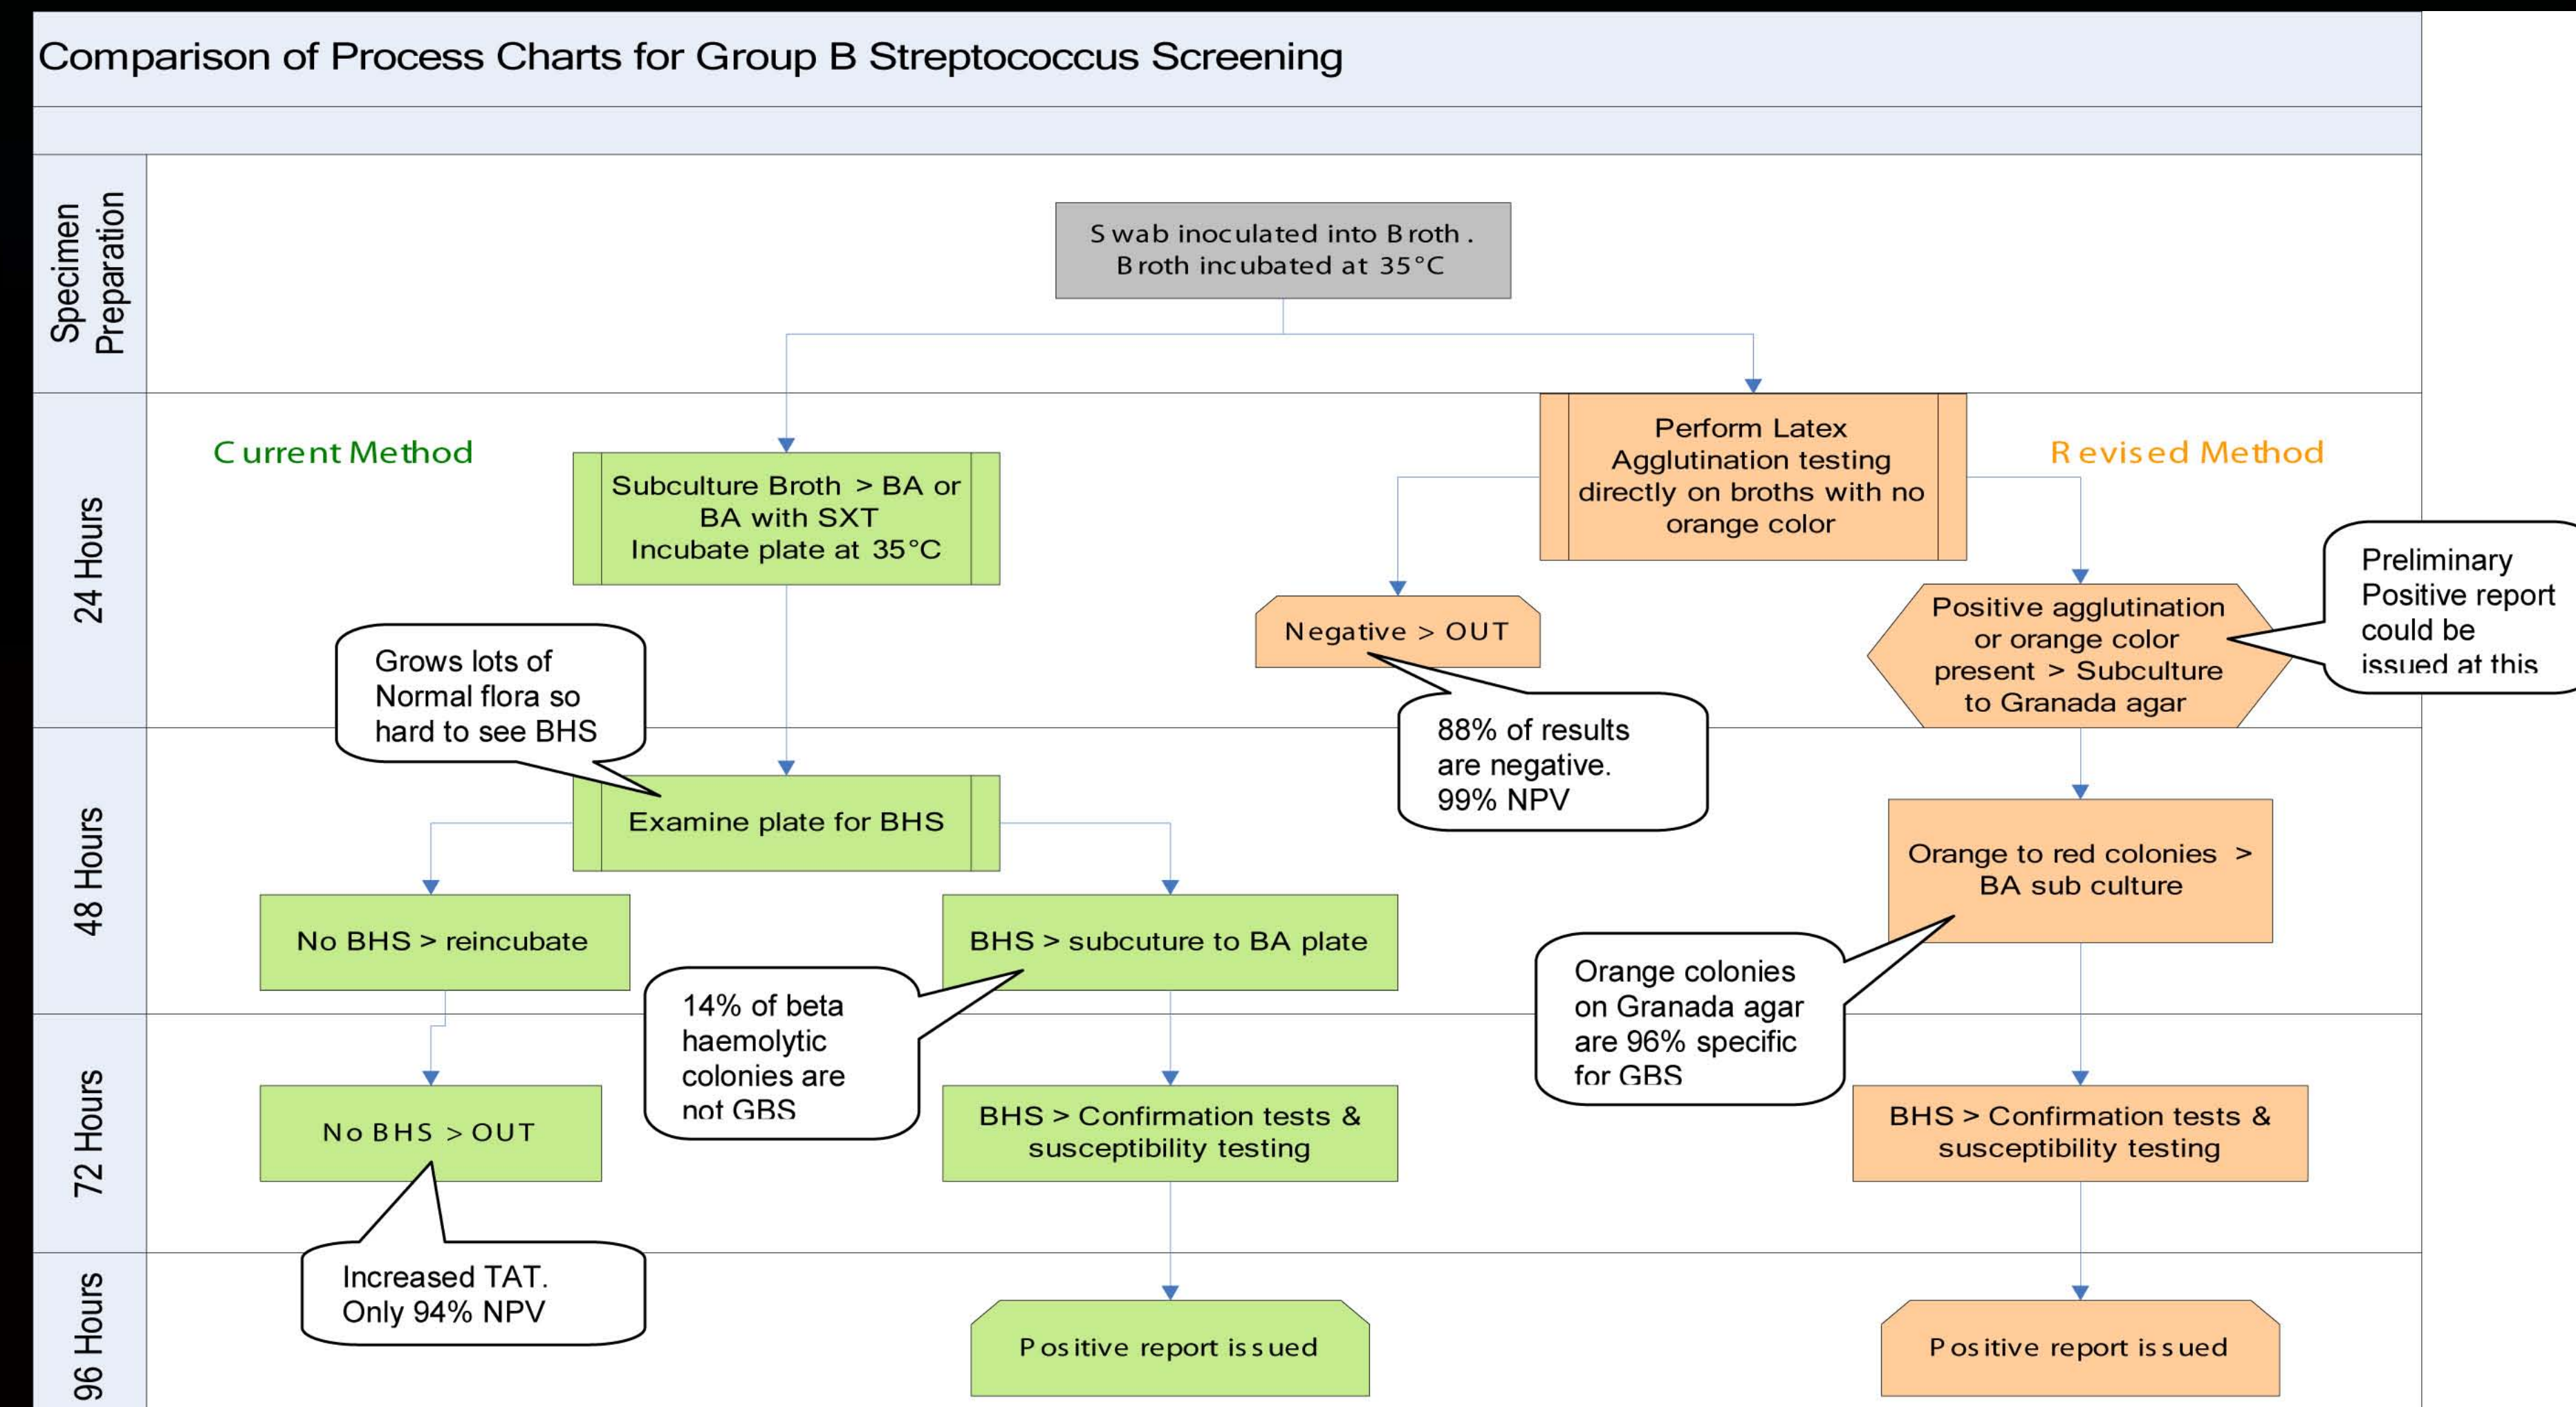 Comparison of Process Charts for Group B Streptococcus Screening
Specimen
Preparation
Swab inoculated into Broth.
Broth incubated at 35°C
24 Hours
Current Method
Subculture Broth > BA or
BA with SXT
Incubate plate at 35°C
Perform Latex
Agglutination testing
directly on broths with no
orange color
Revised Method
Negative > OUT
Positive agglutination
or orange color
present > Subculture
to Granada agar
Preliminary
Positive report
could be
issued at this
Grows lots of
Normal flora so
hard to see BHS
88% of results
are negative.
99% NPV
48 Hours
Examine plate for BHS
Orange to red colonies >
BA sub culture
No BHS > reincubate
BHS > subcuture to BA plate
14% of beta
haemolytic
colonies are
not GBS
Orange colonies
on Granada agar
are 96% specific
for GBS
72 Hours
No BHS > OUT
BHS > Confirmation tests &
susceptibility testing
BHS > Confirmation tests &
susceptibility testing
Increased TAT.
Only 94% NPV
96 Hours
Positive report issued
Positive report issued